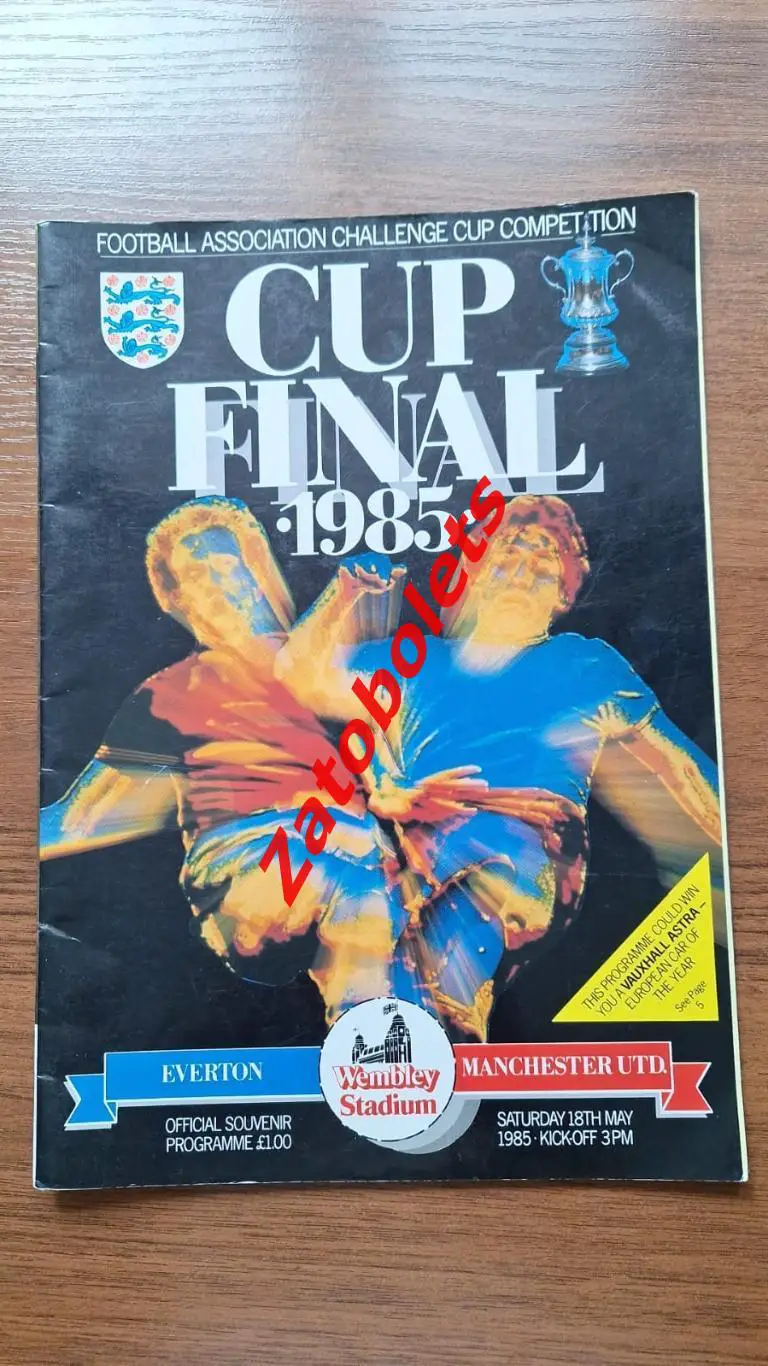 FOOTBALL ASSOCIATION CHALLENGE CUP COMPETITION
CUP
FINAL
·1985·
Zatobolets
THIS PROGRAMME COULD WIN
YOU A VAUXHALL ASTRA –
EUROPEAN CAR OF
THE YEAR
See Page
5
EVERTON
Wembley
Stadium
MANCHESTER UTD.
OFFICIAL SOUVENIR
PROGRAMME £1.00
SATURDAY 18TH MAY
1985 · KICK-OFF 3PM